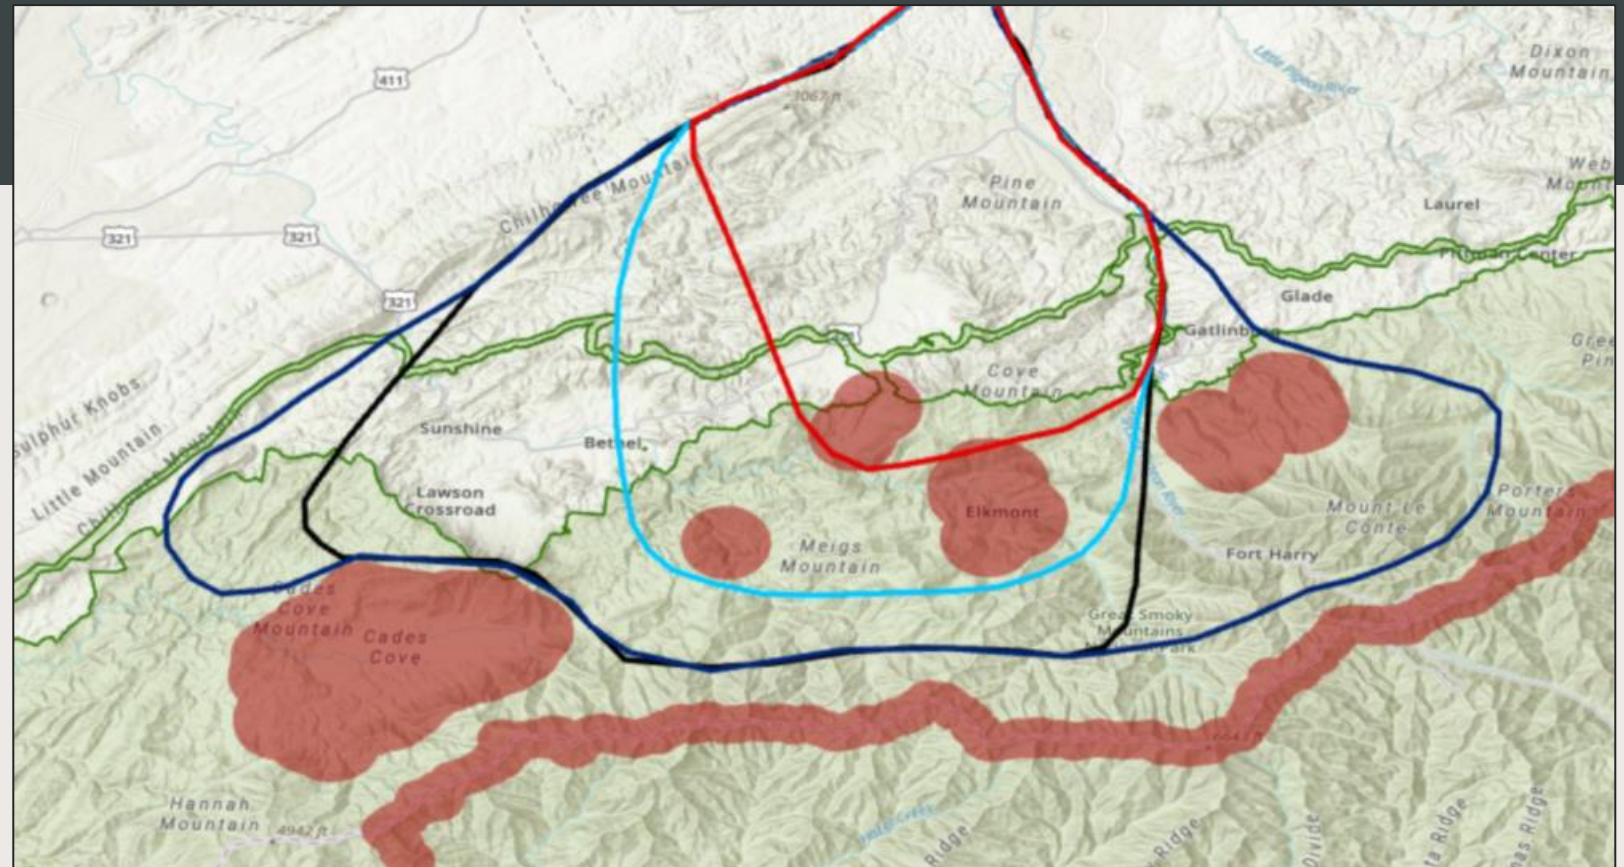 Dixon
Mountain
Little Pigeon River
411
1067 ft
Pine
Mountain
Chilhowee Mountain
Laurel
321
321
321
Pittman Center
Glade
Gatlinburg
Cove
Mountain
Sulphur Knobs
Little Mountain
Chilhowee Mountain
Sunshine
Bethel
Lawson
Crossroad
Elkmont
Mount Le
Conte
Porters
Mountain
Meigs
Mountain
Fort Harry
Cades
Cove
Mountain
Cades
Cove
Great Smoky
Mountains
National Park
Hannah
Mountain
4942 ft
Ridge
Ridge
Divide
Ridge
Ridge